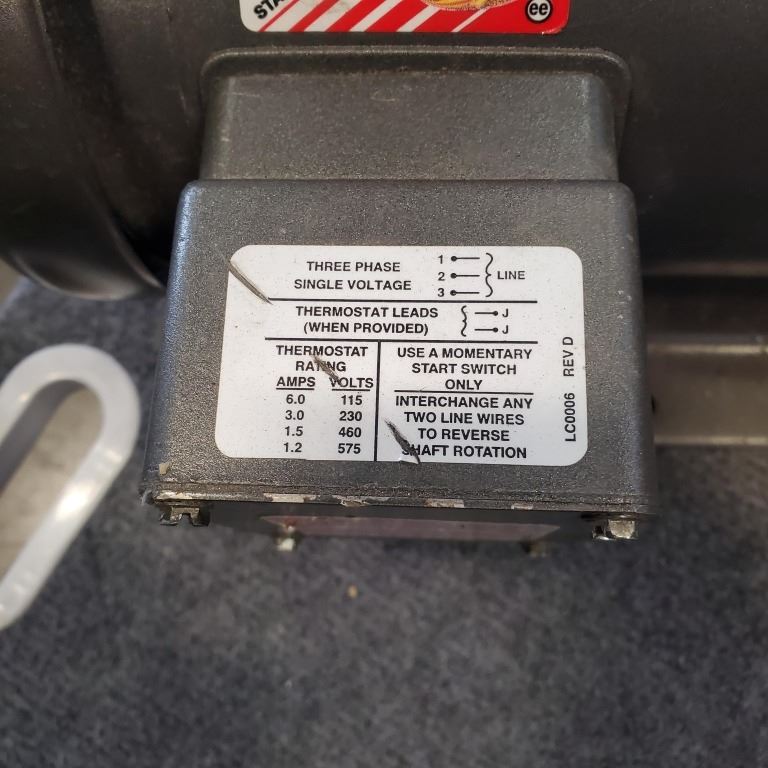 ee
THREE PHASE
SINGLE VOLTAGE
1
2
3
LINE
THERMOSTAT LEADS
(WHEN PROVIDED)
J
J
THERMOSTAT
RATING
AMPS VOLTS
6.0 115
3.0 230
1.5 460
1.2 575
USE A MOMENTARY
START SWITCH
ONLY
INTERCHANGE ANY
TWO LINE WIRES
TO REVERSE
SHAFT ROTATION
LC0006 REV D